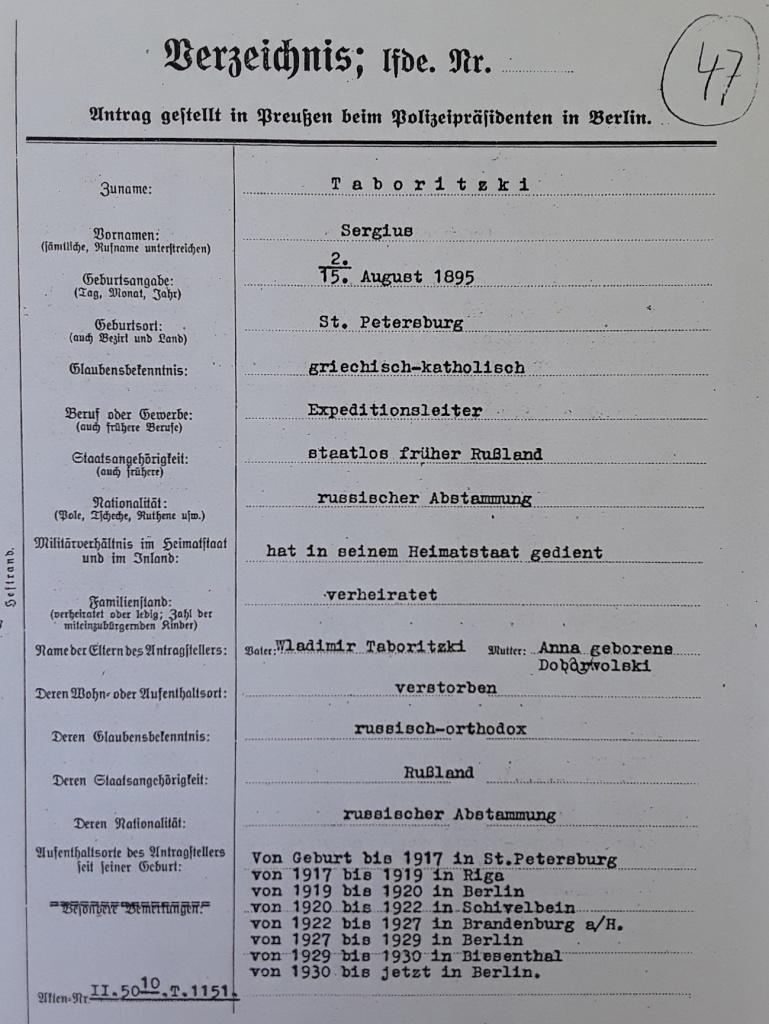 Verzeichnis; lfde. Nr.
47
Antrag gestellt in Preußen beim Polizeipräsidenten in Berlin.
Zuname: Taboritzki
Vornamen: Sergius
(sämtliche, Rufname unterstreichen)
2.
Geburtsangabe: 15. August 1895
(Tag, Monat, Jahr)
Geburtsort: St. Petersburg
(auch Bezirk und Land)
Glaubensbekenntnis: griechisch-katholisch
Beruf oder Gewerbe: Expeditionsleiter
(auch frühere Berufe)
Staatsangehörigkeit: staatlos früher Rußland
(auch frühere)
Nationalität: russischer Abstammung
(Pole, Tscheche, Ruthene usw.)
Militärverhältnis im Heimatstaat
und im Inland: hat in seinem Heimatstaat gedient
Familienstand: verheiratet
(verheiratet oder ledig; Zahl der
miteinzubürgernden Kinder)
Name der Eltern des Antragstellers: Vater: Wladimir Taboritzki Mutter: Anna geborene
Deren Wohn- oder Aufenthaltsort: verstorben
Deren Glaubensbekenntnis: russisch-orthodox
Deren Staatsangehörigkeit: Rußland
Deren Nationalität: russischer Abstammung
Aufenthaltsorte des Antragstellers
seit seiner Geburt:
Von Geburt bis 1917 in St.Petersburg
von 1917 bis 1919 in Riga
von 1919 bis 1920 in Berlin
von 1920 bis 1922 in Schivelbein
von 1922 bis 1927 in Brandenburg a/H.
von 1927 bis 1929 in Berlin
von 1929 bis 1930 in Biesenthal
von 1930 bis jetzt in Berlin.
Besondere Bemerkungen:
Akten-Nr. II.50 10. T.1151.
Heftrand.